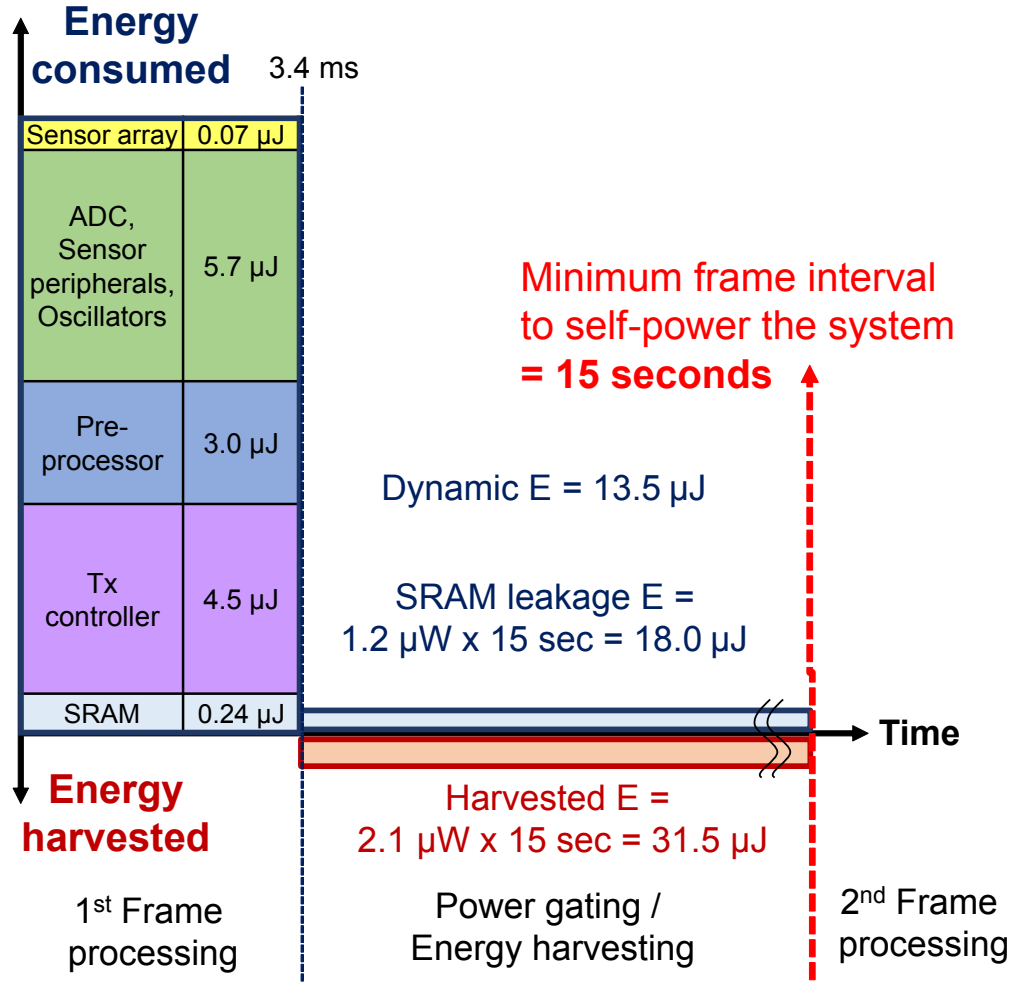 Energy
consumed
3.4 ms
Sensor array 0.07 µJ
ADC,
Sensor
peripherals,
Oscillators
5.7 µJ
Pre-
processor
3.0 µJ
Tx
controller
4.5 µJ
SRAM 0.24 µJ
Minimum frame interval
to self-power the system
= 15 seconds
Dynamic E = 13.5 µJ
SRAM leakage E =
1.2 µW x 15 sec = 18.0 µJ
Time
Energy
harvested
Harvested E =
2.1 µW x 15 sec = 31.5 µJ
1st Frame
processing
Power gating /
Energy harvesting
2nd Frame
processing